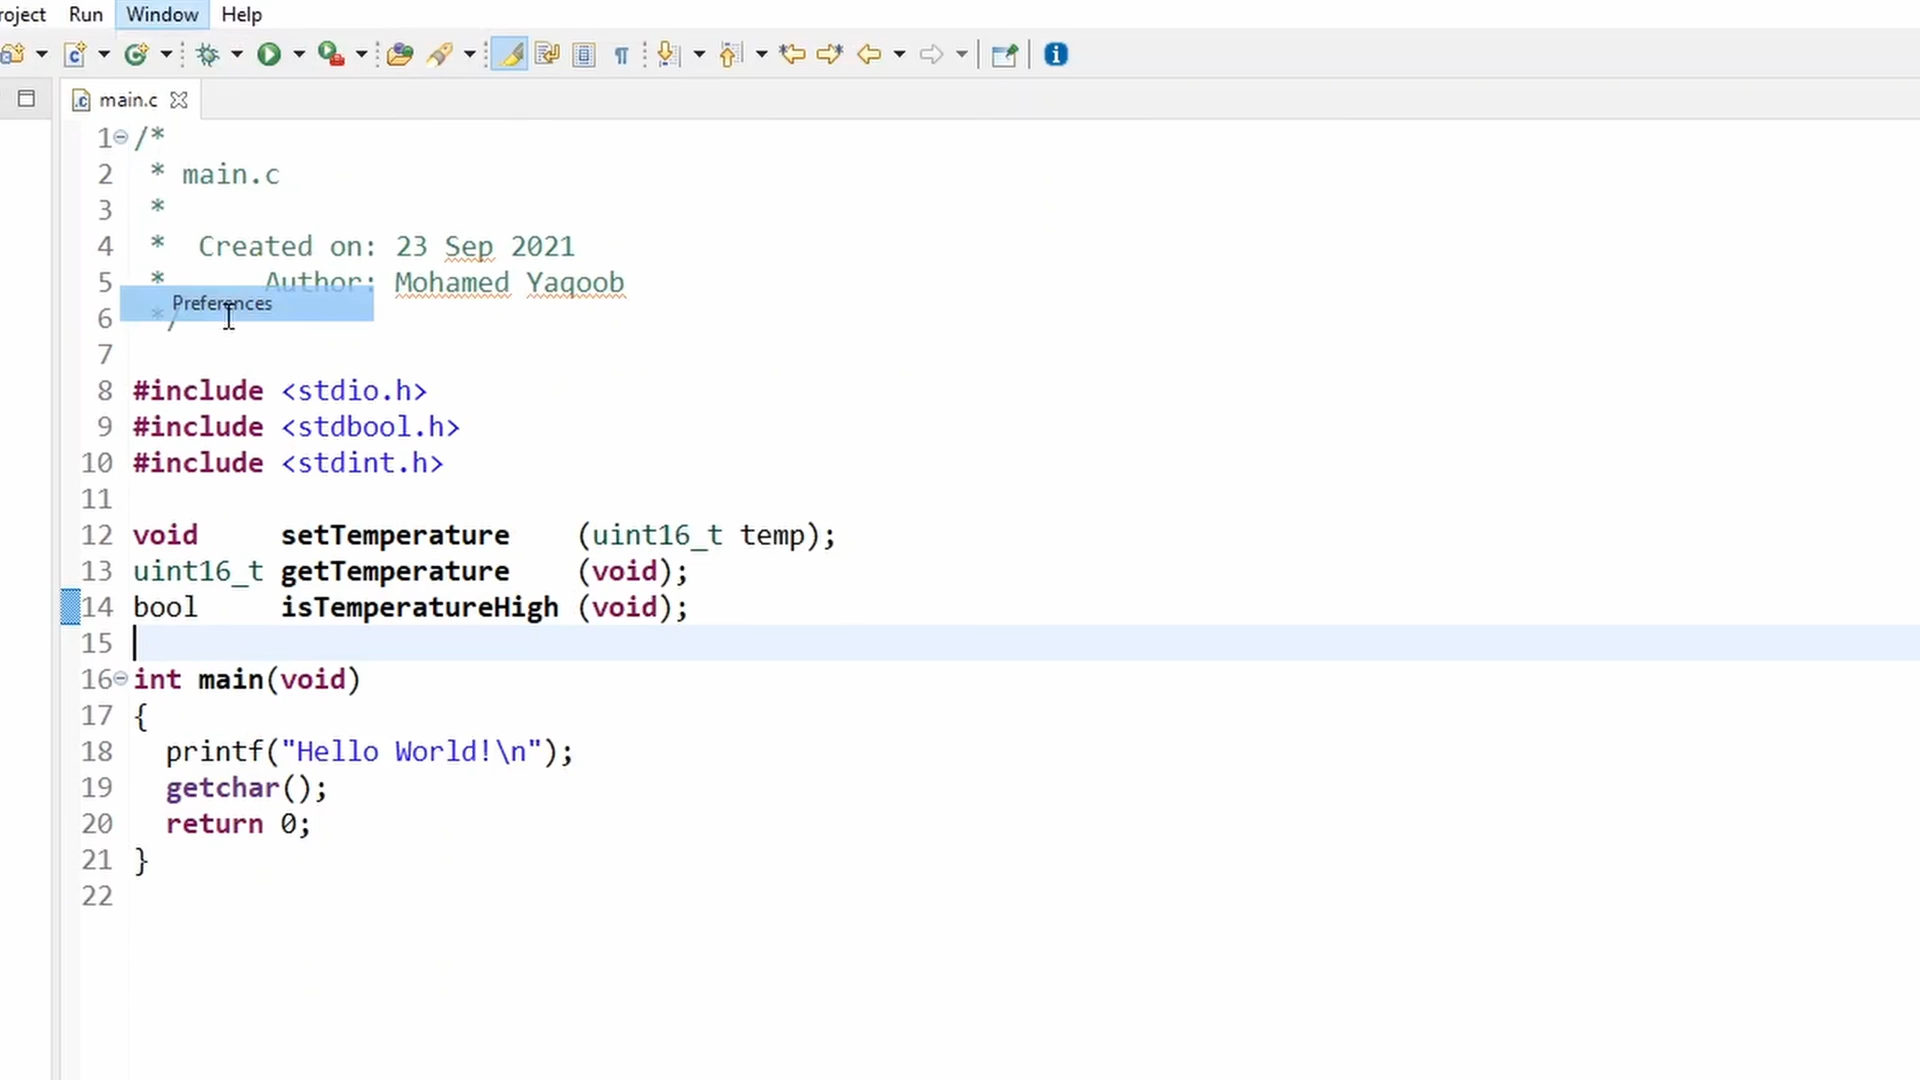 roject Run Window Help
main.c
1 /*
2  * main.c
3  *
4  *  Created on: 23 Sep 2021
5  *      Author: Mohamed Yaqoob
Preferences
6  */
7
8 #include <stdio.h>
9 #include <stdbool.h>
10 #include <stdint.h>
11
12 void     setTemperature    (uint16_t temp);
13 uint16_t getTemperature    (void);
14 bool     isTemperatureHigh (void);
15
16 int main(void)
17 {
18   printf("Hello World!\n");
19   getchar();
20   return 0;
21 }
22